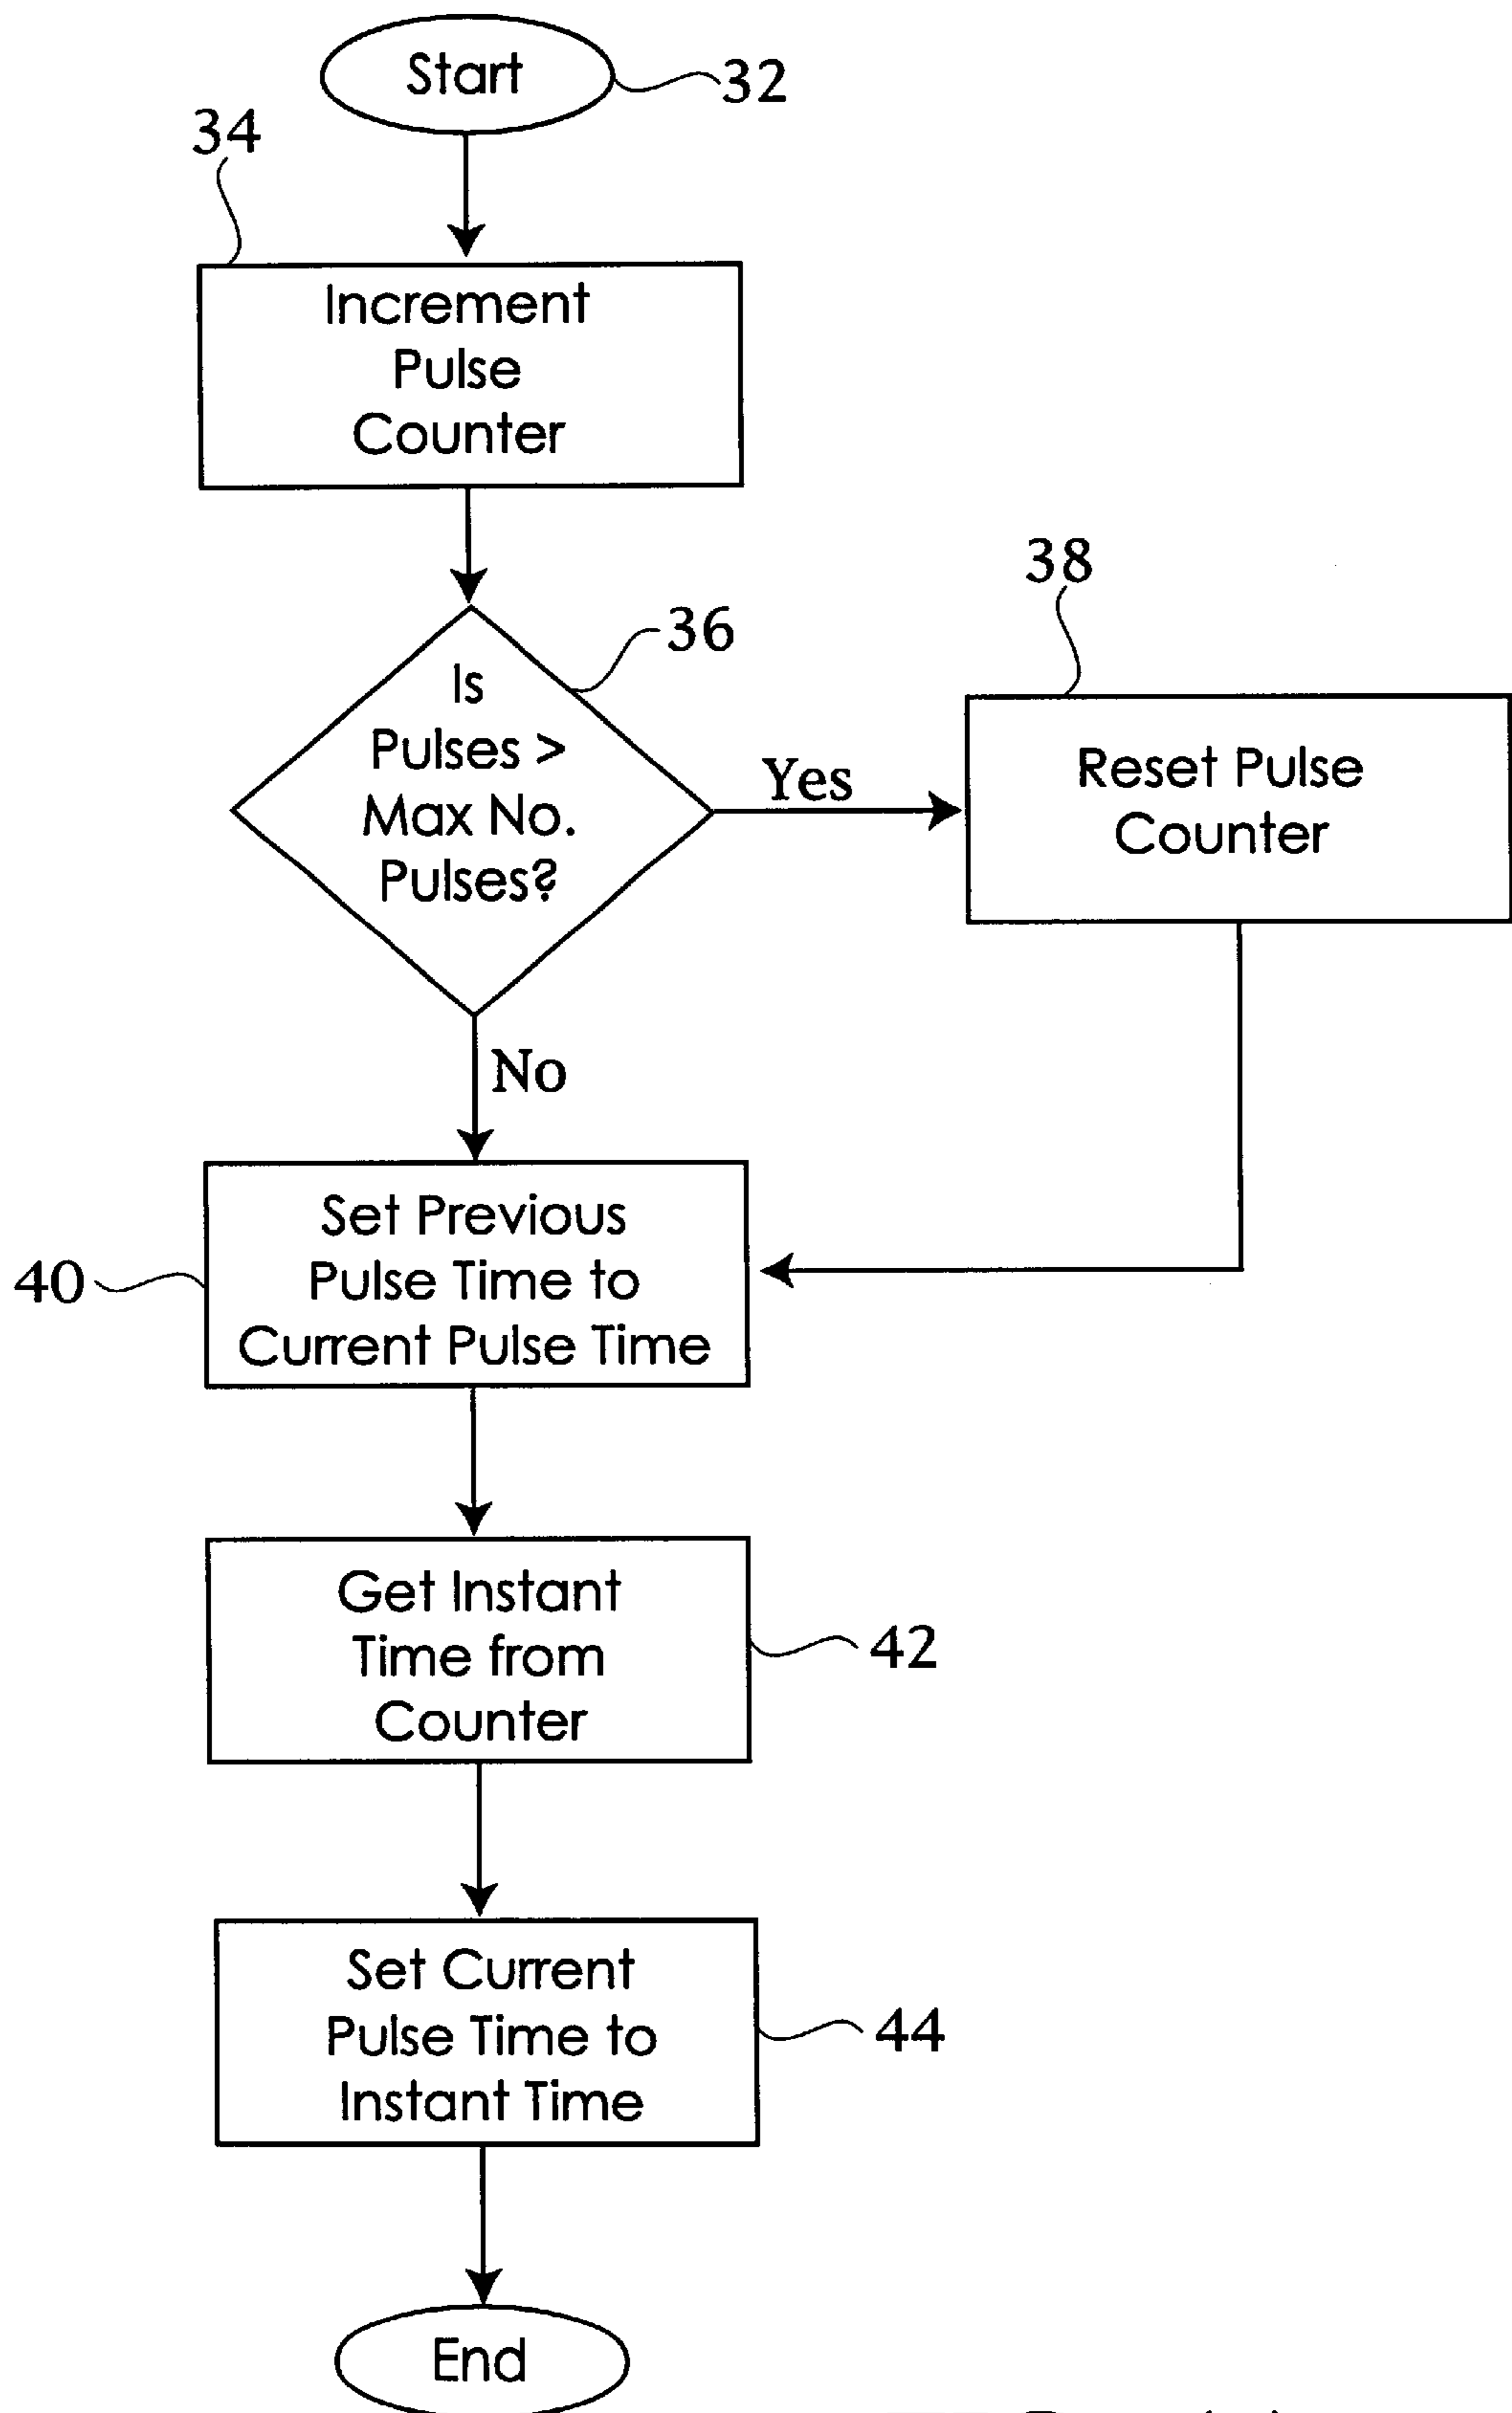 Start
32
34
Increment
Pulse
Counter
36
Is
Pulses >
Max No.
Pulses?
Yes
38
Reset Pulse
Counter
No
40
Set Previous
Pulse Time to
Current Pulse Time
Get Instant
Time from
Counter
42
Set Current
Pulse Time to
Instant Time
44
End